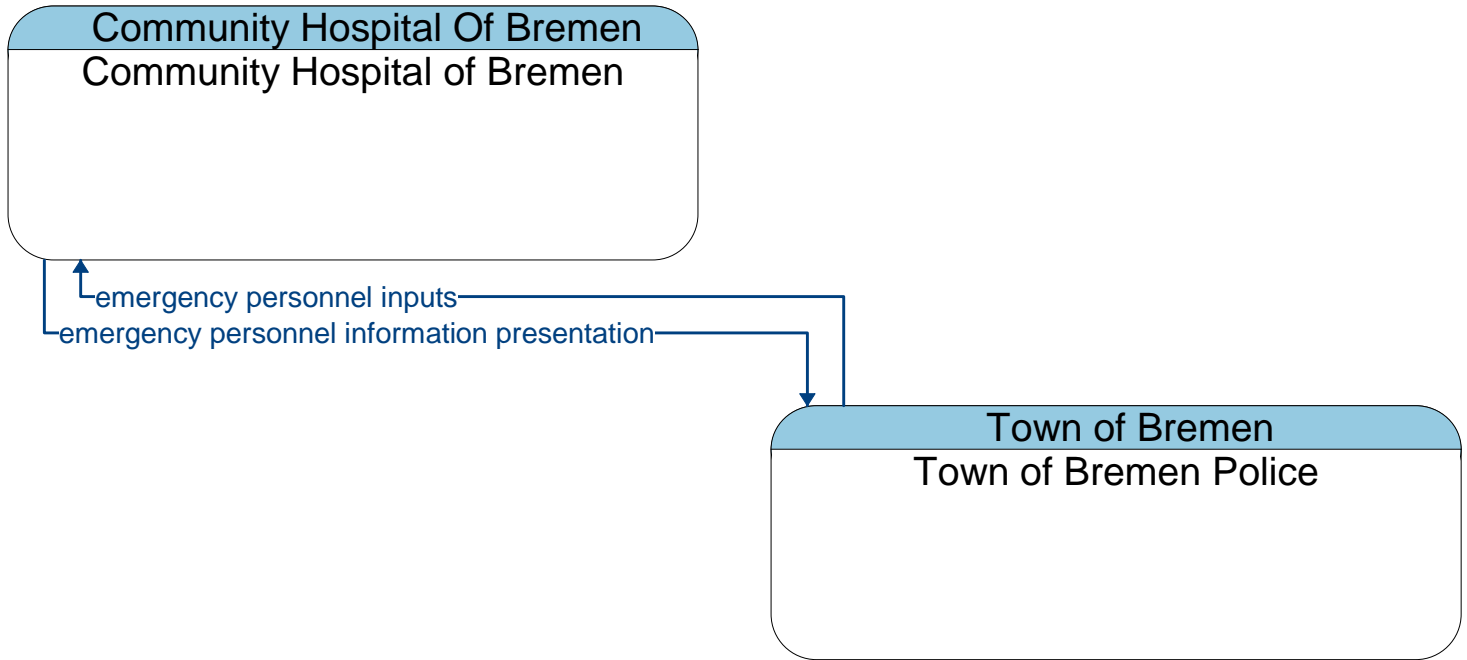 Community Hospital Of Bremen
Community Hospital of Bremen
emergency personnel inputs
emergency personnel information presentation
Town of Bremen
Town of Bremen Police